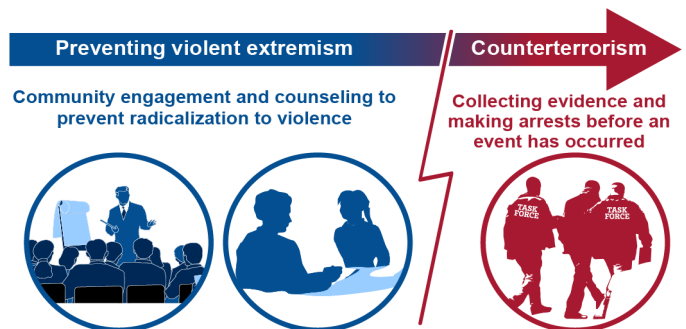 Preventing violent extremism
Counterterrorism
Community engagement and counseling to
prevent radicalization to violence
Collecting evidence and
making arrests before an
event has occurred
TASK
FORCE
TASK
FORCE